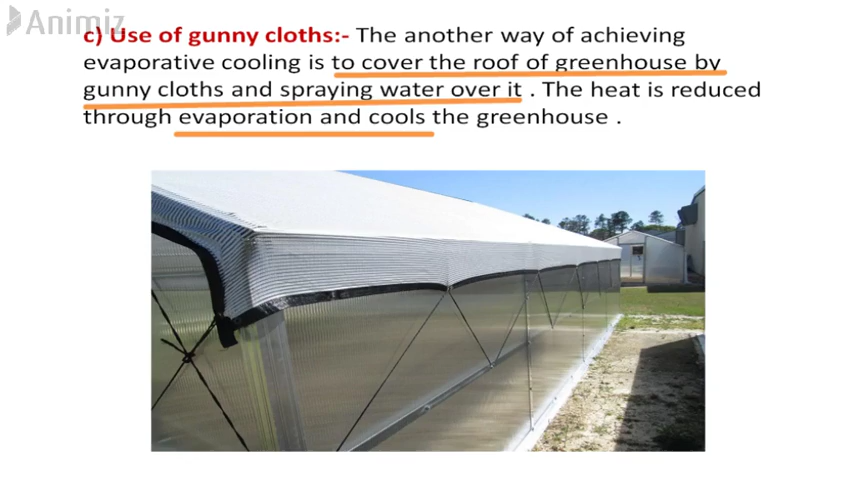 Animiz
c) Use of gunny cloths:- The another way of achieving
evaporative cooling is to cover the roof of greenhouse by
gunny cloths and spraying water over it . The heat is reduced
through evaporation and cools the greenhouse .